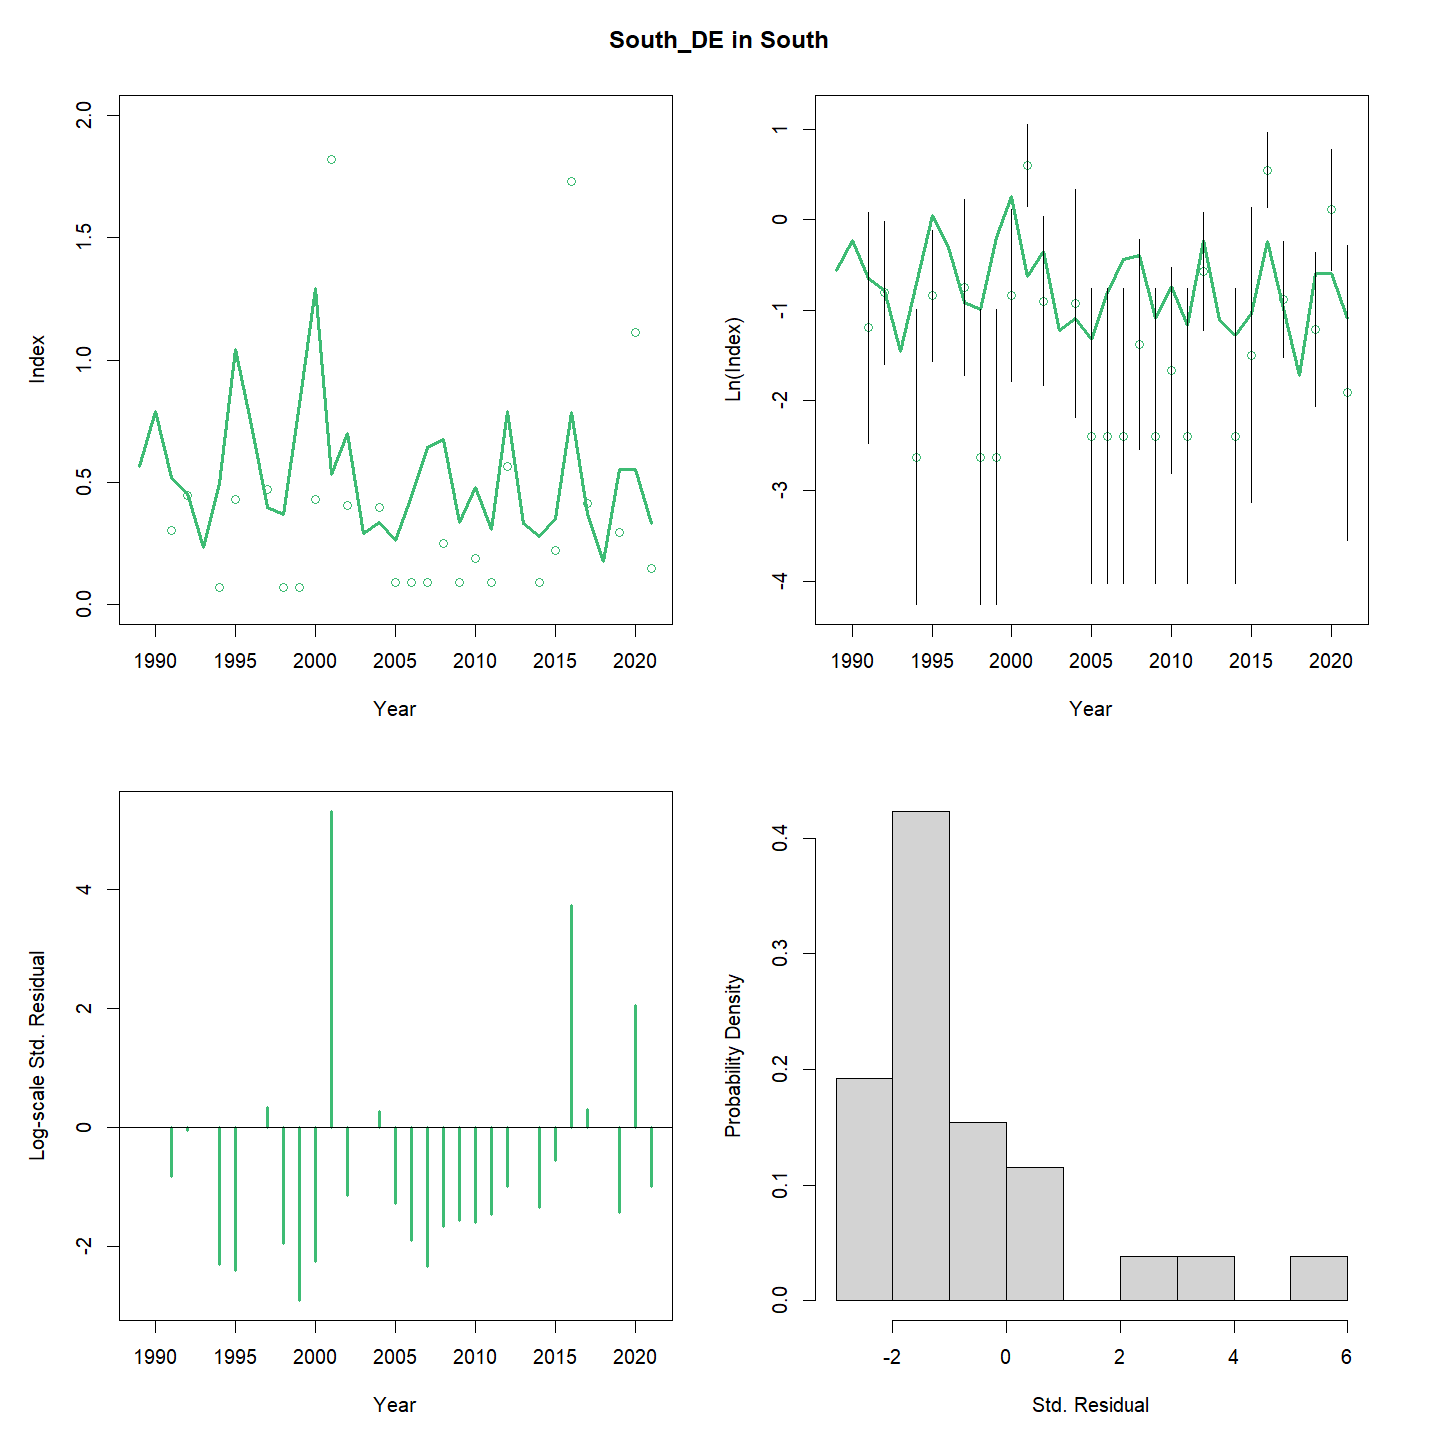 South_DE in South
Index
0.0 0.5 1.0 1.5 2.0
1990 1995 2000 2005 2010 2015 2020
Year
Ln(Index)
-4 -3 -2 -1 0 1
1990 1995 2000 2005 2010 2015 2020
Year
Log-scale Std. Residual
-2 0 2 4
1990 1995 2000 2005 2010 2015 2020
Year
Probability Density
0.0 0.1 0.2 0.3 0.4
-2 0 2 4 6
Std. Residual